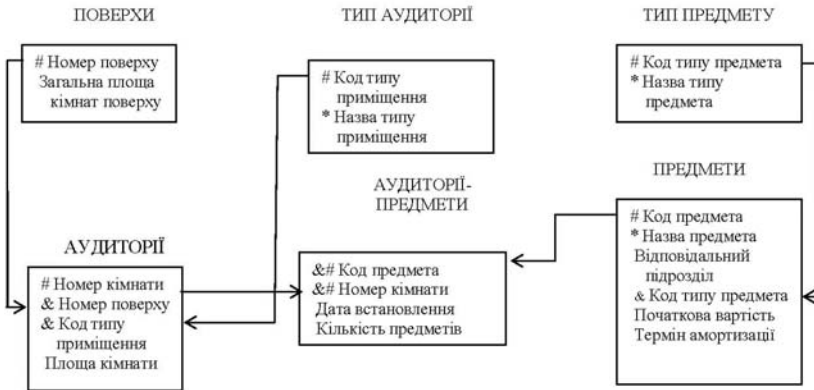 ПОВЕРХИ
# Номер поверху
Загальна площа
кімнат поверху
ТИП АУДИТОРІЇ
# Код типу
приміщення
* Назва типу
приміщення
ТИП ПРЕДМЕТУ
# Код типу предмета
* Назва типу
предмета
АУДИТОРІЇ
# Номер кімнати
& Номер поверху
& Код типу
приміщення
Площа кімнати
АУДИТОРІЇ-
ПРЕДМЕТИ
&# Код предмета
&# Номер кімнати
Дата встановлення
Кількість предметів
ПРЕДМЕТИ
# Код предмета
* Назва предмета
Відповідальний
підрозділ
& Код типу предмета
Початкова вартість
Термін амортизації